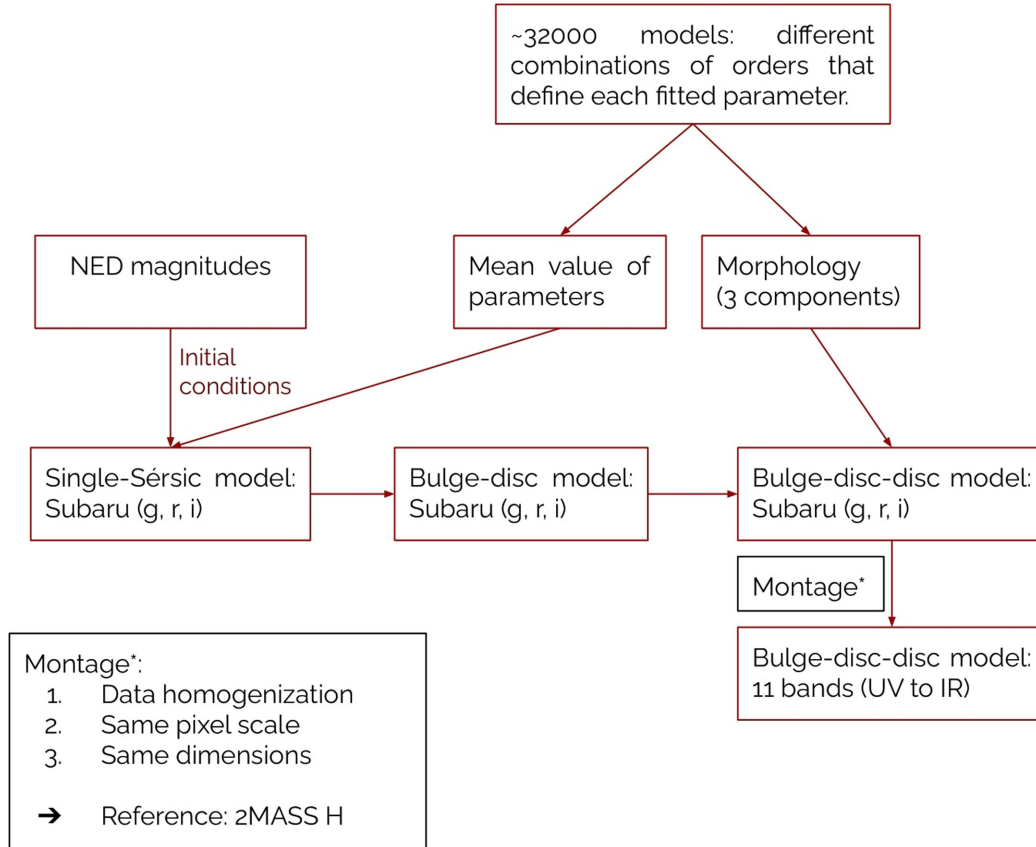 ~32000 models: different
combinations of orders that
define each fitted parameter.
NED magnitudes
Mean value of
parameters
Morphology
(3 components)
Initial
conditions
Single-Sérsic model:
Subaru (g, r, i)
Bulge-disc model:
Subaru (g, r, i)
Bulge-disc-disc model:
Subaru (g, r, i)
Montage*
Bulge-disc-disc model:
11 bands (UV to IR)
Montage*:
1. Data homogenization
2. Same pixel scale
3. Same dimensions
➔ Reference: 2MASS H